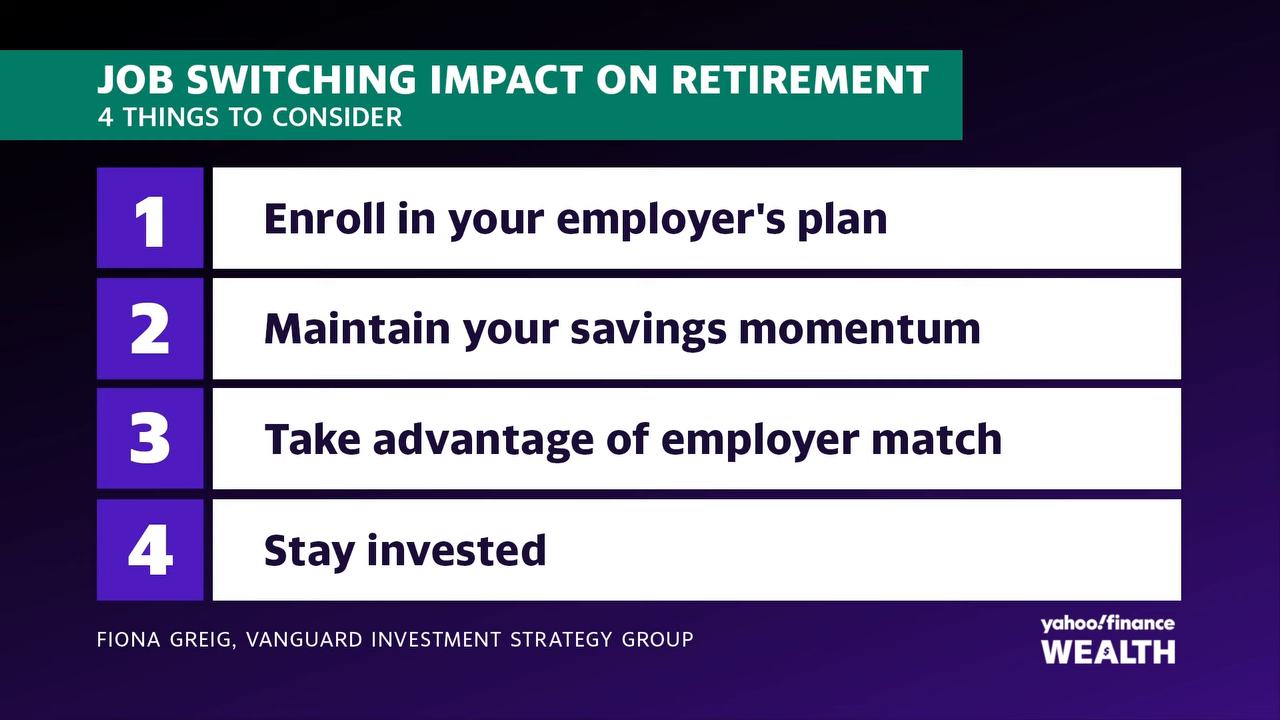 JOB SWITCHING IMPACT ON RETIREMENT
4 THINGS TO CONSIDER
1 Enroll in your employer's plan
2 Maintain your savings momentum
3 Take advantage of employer match
4 Stay invested
FIONA GREIG, VANGUARD INVESTMENT STRATEGY GROUP
yahoo!finance
WEALTH